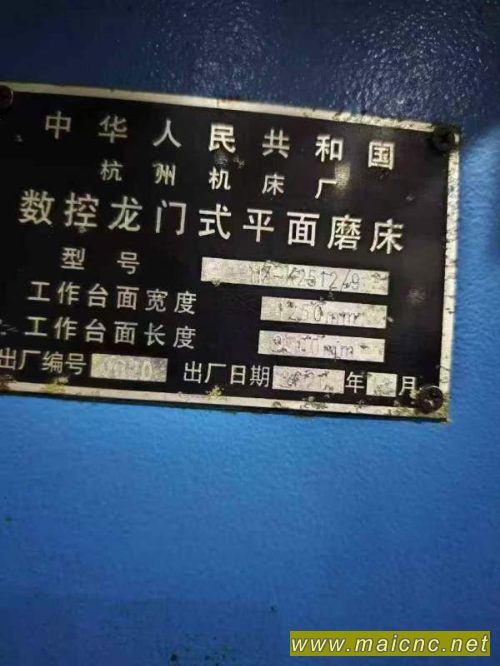 中华人民共和国
杭州机床厂
数控龙门式平面磨床
型号
工作台面宽度 1250mm
工作台面长度
出厂编号 出厂日期 年 月
www.maicnc.net